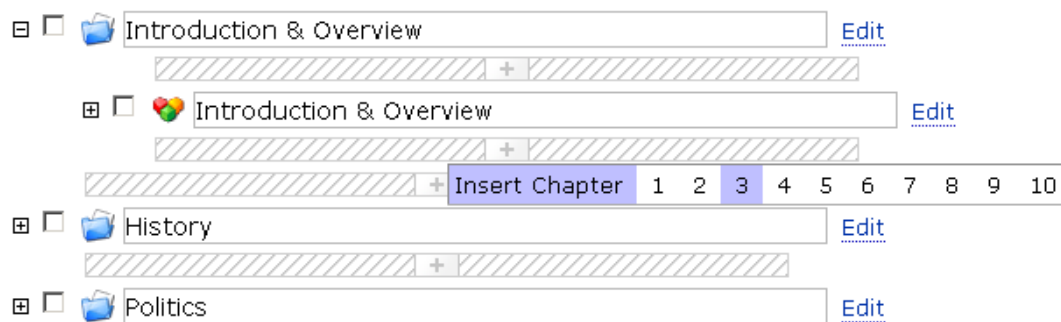 Introduction & Overview Edit
+
Introduction & Overview Edit
+
+ Insert Chapter 1 2 3 4 5 6 7 8 9 10
History Edit
+
Politics Edit